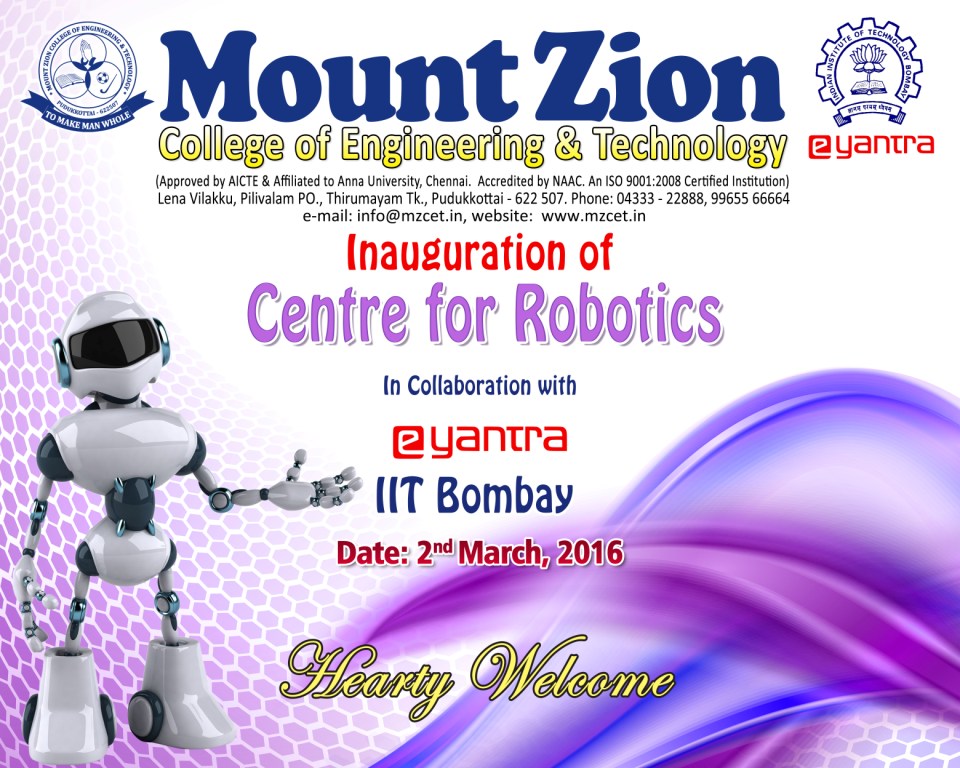 MOUNT ZION COLLEGE OF ENGINEERING & TECHNOLOGY
PUDUKKOTTAI - 622507
TO MAKE MAN WHOLE
Mount Zion
INDIAN INSTITUTE OF TECHNOLOGY BOMBAY
ज्ञानम् परमम् ध्येयम्
e yantra
College of Engineering & Technology
(Approved by AICTE & Affiliated to Anna University, Chennai. Accredited by NAAC. An ISO 9001:2008 Certified Institution)
Lena Vilakku, Pilivalam PO., Thirumayam Tk., Pudukkottai - 622 507. Phone: 04333 - 22888, 99655 66664
e-mail: info@mzcet.in, website: www.mzcet.in
Inauguration of
Centre for Robotics
In Collaboration with
e yantra
IIT Bombay
Date: 2nd March, 2016
Hearty Welcome